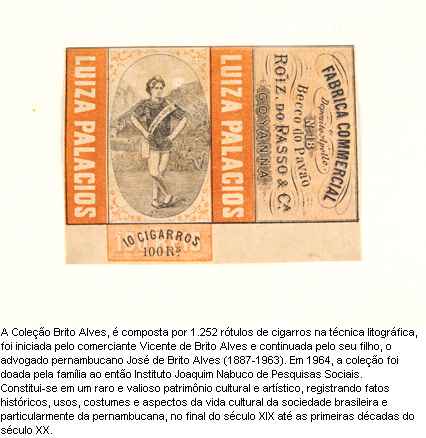 LUIZA PALACIOS
10 CIGARROS
100 Rs
LUIZA PALACIOS
FABRICA COMMERCIAL
Nº 18
Becco do Pavão
ROIZ. DO PASSO & Cª
GOYANNA
A Coleção Brito Alves, é composta por 1.252 rótulos de cigarros na técnica litográfica,
foi iniciada pelo comerciante Vicente de Brito Alves e continuada pelo seu filho, o
advogado pernambucano José de Brito Alves (1887-1963). Em 1964, a coleção foi
doada pela família ao então Instituto Joaquim Nabuco de Pesquisas Sociais.
Constitui-se em um raro e valioso patrimônio cultural e artístico, registrando fatos
históricos, usos, costumes e aspectos da vida cultural da sociedade brasileira e
particularmente da pernambucana, no final do século XIX até as primeiras décadas do
século XX.